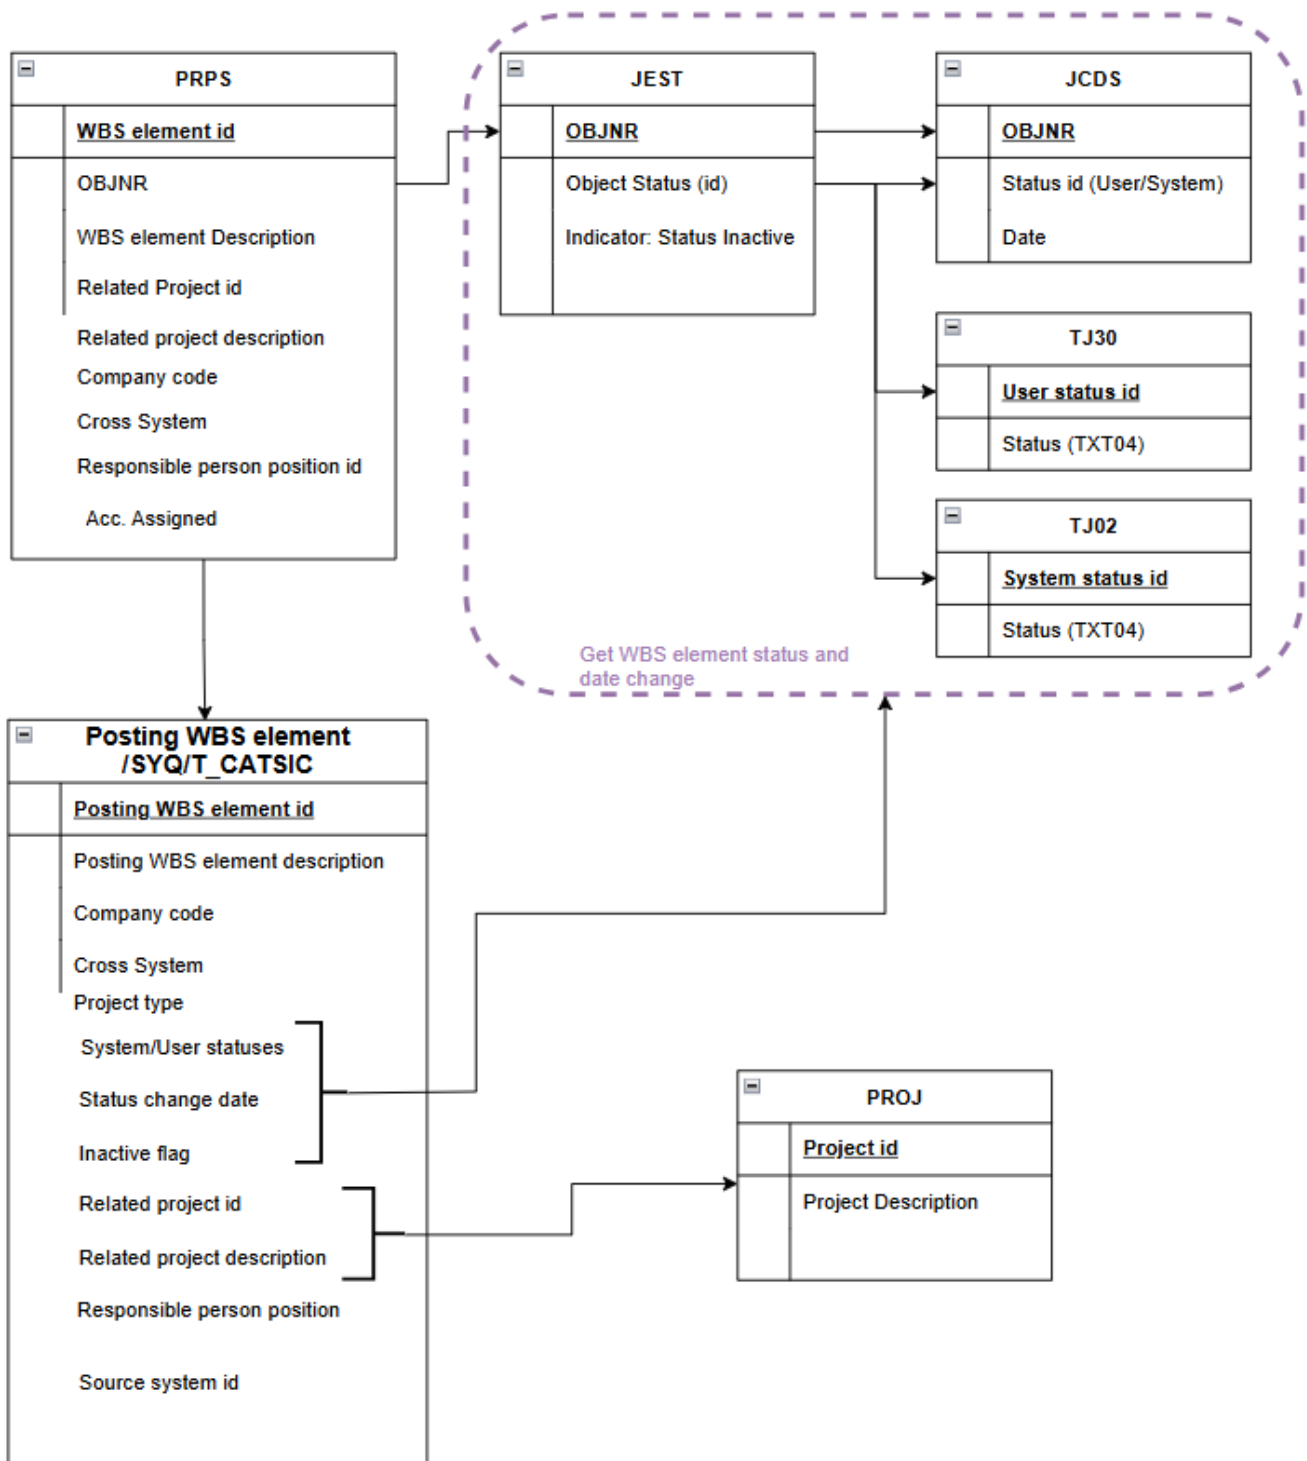 PRPS
WBS element id
OBJNR
WBS element Description
Related Project id
Related project description
Company code
Cross System
Responsible person position id
Acc. Assigned
JEST
OBJNR
Object Status (id)
Indicator: Status Inactive
JCDS
OBJNR
Status id (User/System)
Date
TJ30
User status id
Status (TXT04)
TJ02
System status id
Status (TXT04)
Get WBS element status and
date change
Posting WBS element
/SYQ/T_CATSIC
Posting WBS element id
Posting WBS element description
Company code
Cross System
Project type
System/User statuses
Status change date
Inactive flag
Related project id
Related project description
Responsible person position
Source system id
PROJ
Project id
Project Description